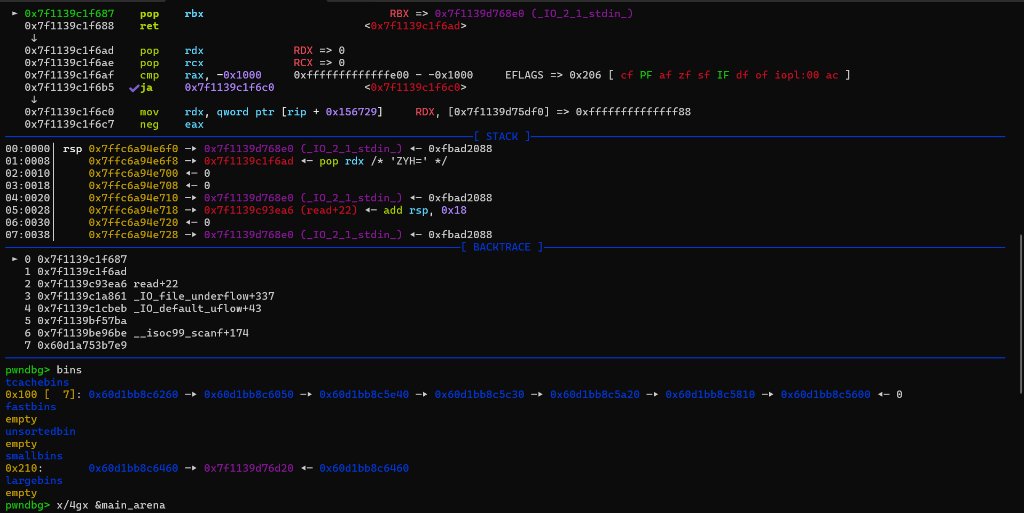 ► 0x7f1139c1f687    pop    rbx                              RBX => 0x7f1139d768e0 (_IO_2_1_stdin_)
0x7f1139c1f688    ret                                <0x7f1139c1f6ad>
↓
0x7f1139c1f6ad    pop    rdx              RDX => 0
0x7f1139c1f6ae    pop    rcx              RCX => 0
0x7f1139c1f6af    cmp    rax, -0x1000     0xfffffffffffffe00 - -0x1000     EFLAGS => 0x206 [ cf PF af zf sf IF df of iopl:00 ac ]
0x7f1139c1f6b5  ✔ ja     0x7f1139c1f6c0              <0x7f1139c1f6c0>
↓
0x7f1139c1f6c0    mov    rdx, qword ptr [rip + 0x156729]     RDX, [0x7f1139d75df0] => 0xffffffffffffff88
0x7f1139c1f6c7    neg    eax
[ STACK ]
00:0000│ rsp 0x7ffc6a94e6f0 —▸ 0x7f1139d768e0 (_IO_2_1_stdin_) ◂— 0xfbad2088
01:0008│     0x7ffc6a94e6f8 —▸ 0x7f1139c1f6ad ◂— pop rdx /* 'ZYH=' */
02:0010│     0x7ffc6a94e700 ◂— 0
03:0018│     0x7ffc6a94e708 ◂— 0
04:0020│     0x7ffc6a94e710 —▸ 0x7f1139d768e0 (_IO_2_1_stdin_) ◂— 0xfbad2088
05:0028│     0x7ffc6a94e718 —▸ 0x7f1139c93ea6 (read+22) ◂— add rsp, 0x18
06:0030│     0x7ffc6a94e720 ◂— 0
07:0038│     0x7ffc6a94e728 —▸ 0x7f1139d768e0 (_IO_2_1_stdin_) ◂— 0xfbad2088
[ BACKTRACE ]
► 0 0x7f1139c1f687
1 0x7f1139c1f6ad
2 0x7f1139c93ea6 read+22
3 0x7f1139c1a861 _IO_file_underflow+337
4 0x7f1139c1cbeb _IO_default_uflow+43
5 0x7f1139bf57ba
6 0x7f1139be96be __isoc99_scanf+174
7 0x60d1a753b7e9
pwndbg> bins
tcachebins
0x100 [  7]: 0x60d1bb8c6260 —▸ 0x60d1bb8c6050 —▸ 0x60d1bb8c5e40 —▸ 0x60d1bb8c5c30 —▸ 0x60d1bb8c5a20 —▸ 0x60d1bb8c5810 —▸ 0x60d1bb8c5600 ◂— 0
fastbins
empty
unsortedbin
empty
smallbins
0x210:       0x60d1bb8c6460 —▸ 0x7f1139d76d20 ◂— 0x60d1bb8c6460
largebins
empty
pwndbg> x/4gx &main_arena